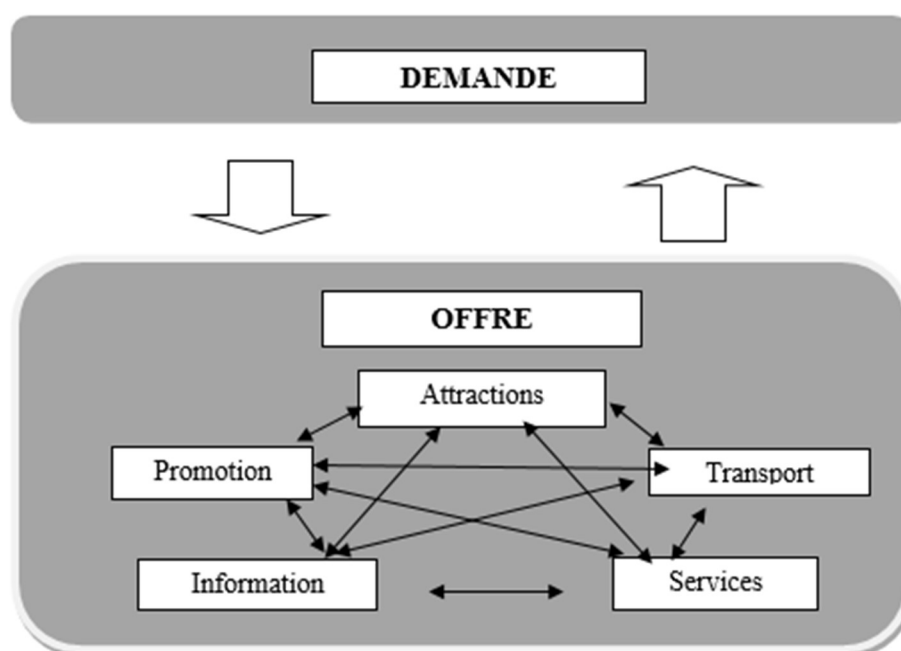 DEMANDE
OFFRE
Attractions
Promotion
Transport
Information
Services